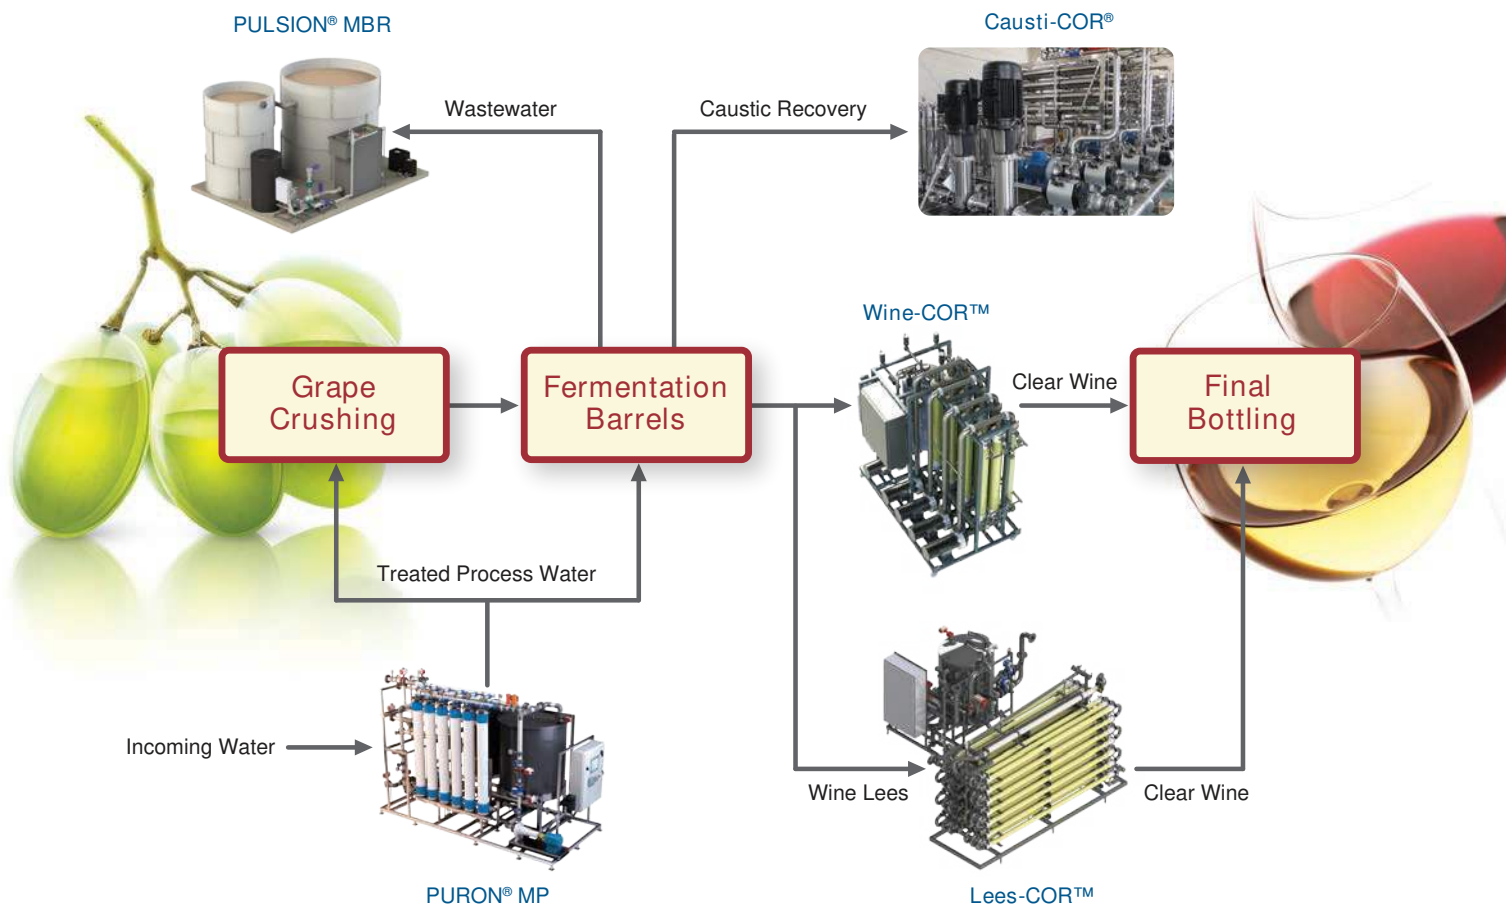 PULSION® MBR
Causti-COR®
Wastewater
Caustic Recovery
Wine-COR™
Grape
Crushing
Fermentation
Barrels
Clear Wine
Final
Bottling
Treated Process Water
Incoming Water
Wine Lees
Clear Wine
PURON® MP
Lees-COR™